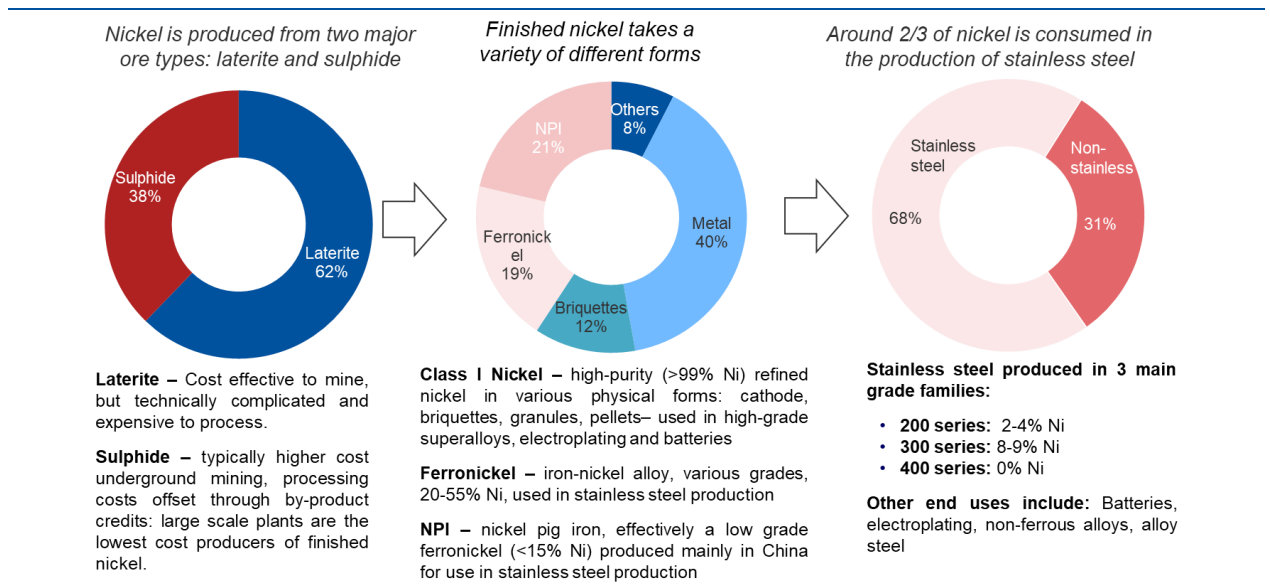 Nickel is produced from two major
ore types: laterite and sulphide
Sulphide
38%
Laterite
62%
Laterite – Cost effective to mine,
but technically complicated and
expensive to process.
Sulphide – typically higher cost
underground mining, processing
costs offset through by-product
credits: large scale plants are the
lowest cost producers of finished
nickel.
Finished nickel takes a
variety of different forms
Others
8%
NPI
21%
Metal
40%
Ferronick
el
19%
Briquettes
12%
Class I Nickel – high-purity (>99% Ni) refined
nickel in various physical forms: cathode,
briquettes, granules, pellets– used in high-grade
superalloys, electroplating and batteries
Ferronickel – iron-nickel alloy, various grades,
20-55% Ni, used in stainless steel production
NPI – nickel pig iron, effectively a low grade
ferronickel (<15% Ni) produced mainly in China
for use in stainless steel production
Around 2/3 of nickel is consumed in
the production of stainless steel
Stainless
steel
68%
Non-
stainless
31%
Stainless steel produced in 3 main
grade families:
• 200 series: 2-4% Ni
• 300 series: 8-9% Ni
• 400 series: 0% Ni
Other end uses include: Batteries,
electroplating, non-ferrous alloys, alloy
steel